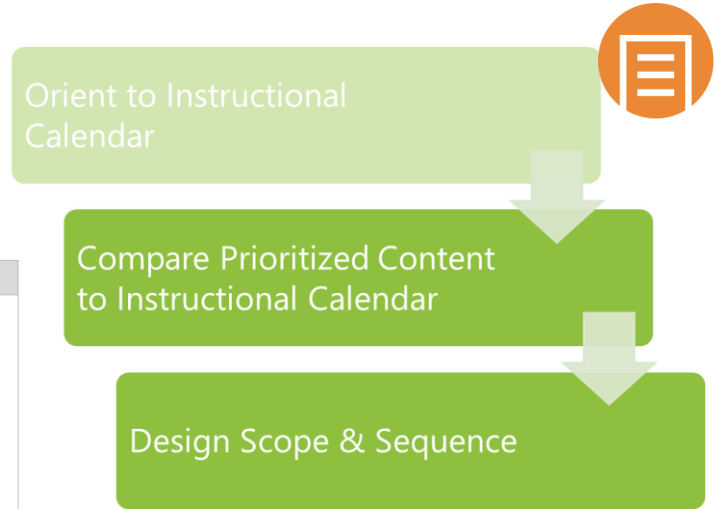 Orient to Instructional
Calendar
Compare Prioritized Content
to Instructional Calendar
Design Scope & Sequence